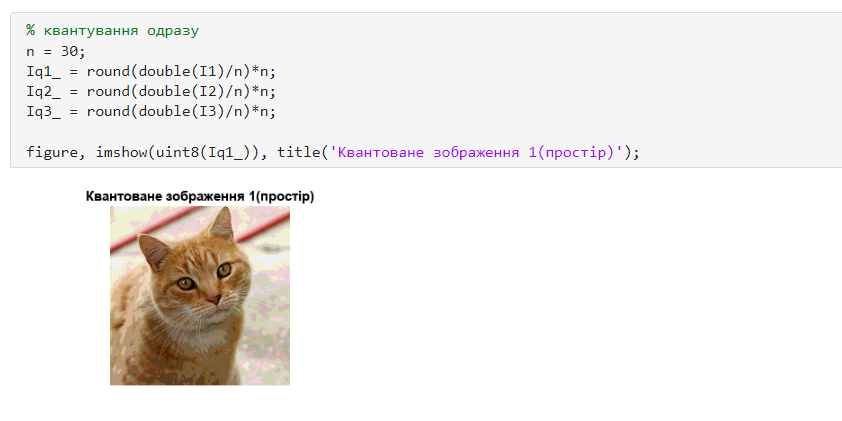 % квантування одразу
n = 30;
Iq1_ = round(double(I1)/n)*n;
Iq2_ = round(double(I2)/n)*n;
Iq3_ = round(double(I3)/n)*n;
figure, imshow(uint8(Iq1_)), title('Квантоване зображення 1(простір)');
Квантоване зображення 1(простір)